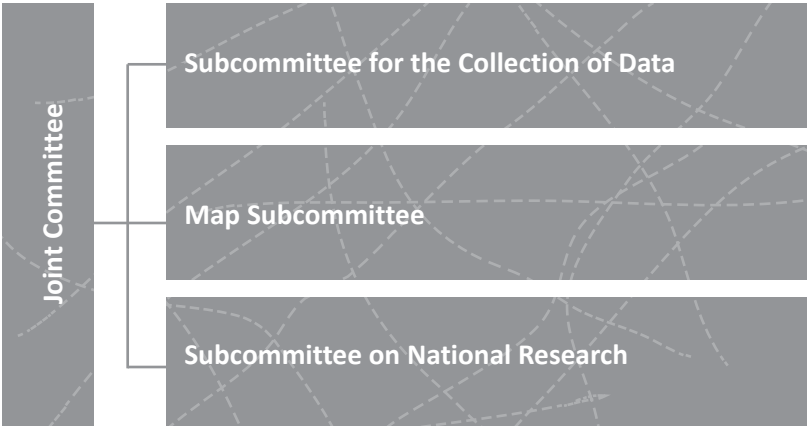 Joint Committee
Subcommittee for the Collection of Data
Map Subcommittee
Subcommittee on National Research